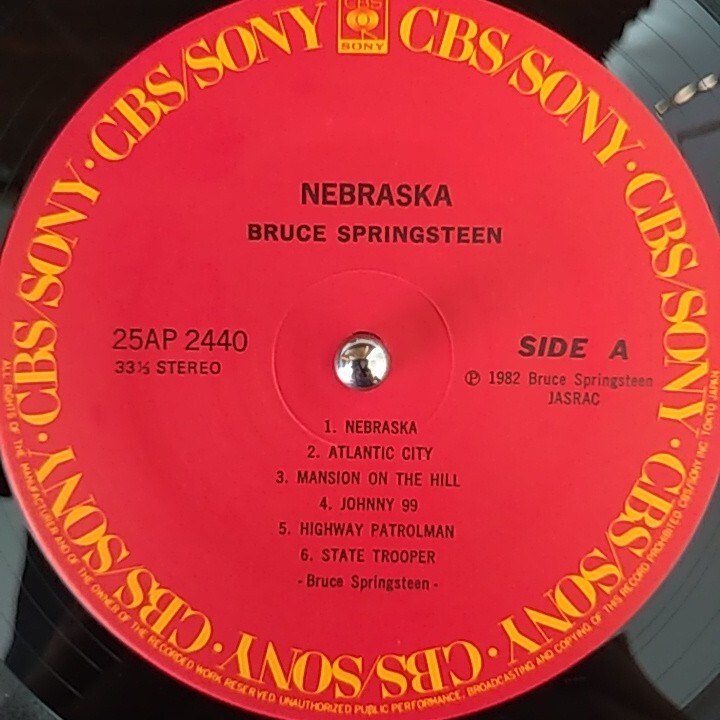 CBS
SONY
CBS/SONY · CBS/SONY · CBS/SONY · CBS/SONY · CBS/SONY · CBS/SONY · CBS/SONY · CBS/SONY
NEBRASKA
BRUCE SPRINGSTEEN
25AP 2440
33⅓ STEREO
SIDE A
Ⓟ 1982 Bruce Springsteen
JASRAC
1. NEBRASKA
2. ATLANTIC CITY
3. MANSION ON THE HILL
4. JOHNNY 99
5. HIGHWAY PATROLMAN
6. STATE TROOPER
- Bruce Springsteen -
ALL RIGHTS OF THE MANUFACTURER AND OF THE OWNER OF THE RECORDED WORK RESERVED. UNAUTHORIZED PUBLIC PERFORMANCE, BROADCASTING AND COPYING OF THIS RECORD PROHIBITED. CBS/SONY INC. TOKYO JAPAN